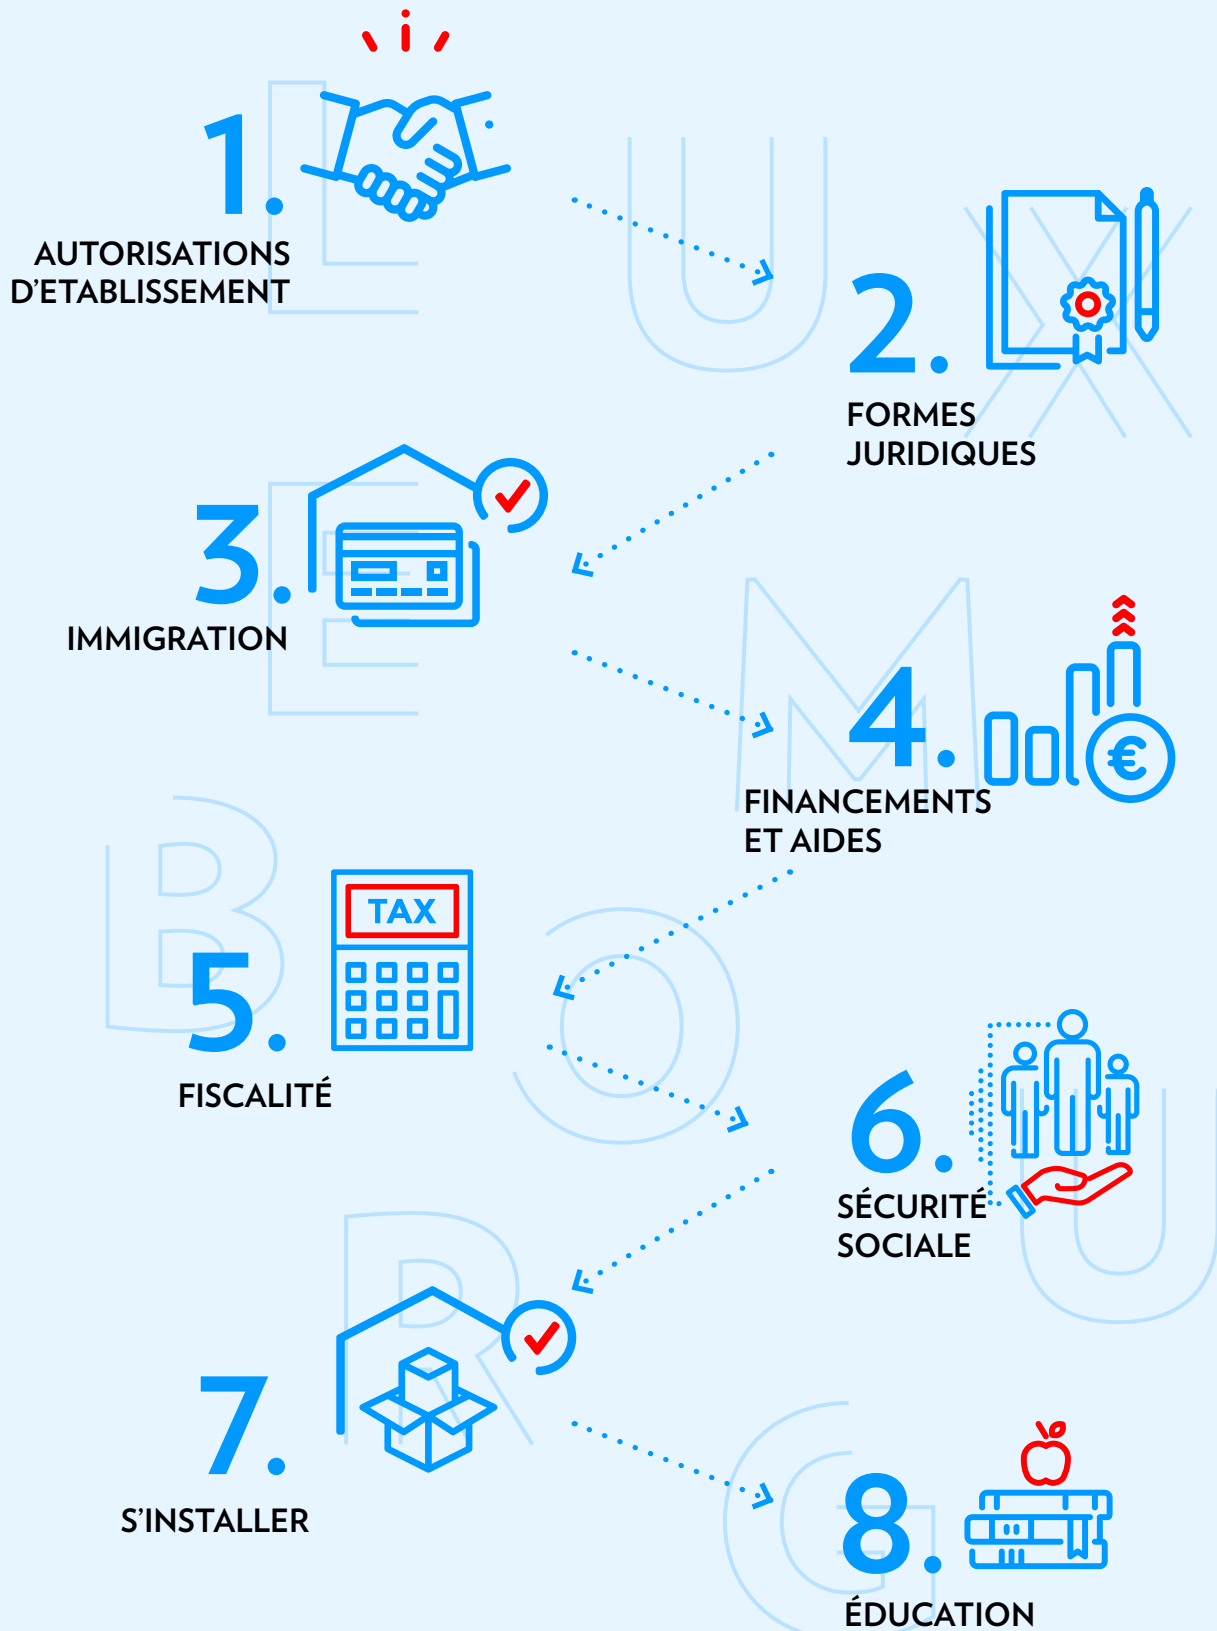 1.
AUTORISATIONS
D'ETABLISSEMENT
2.
FORMES
JURIDIQUES
3.
IMMIGRATION
4.
€
FINANCEMENTS
ET AIDES
TAX
5.
FISCALITÉ
6.
SÉCURITÉ
SOCIALE
7.
S'INSTALLER
8.
ÉDUCATION
L U X
E M
B O U
R G